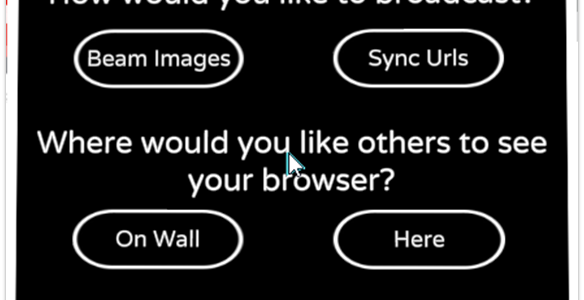 How would you like to broadcast?
Beam Images
Sync Urls
Where would you like others to see
your browser?
On Wall
Here